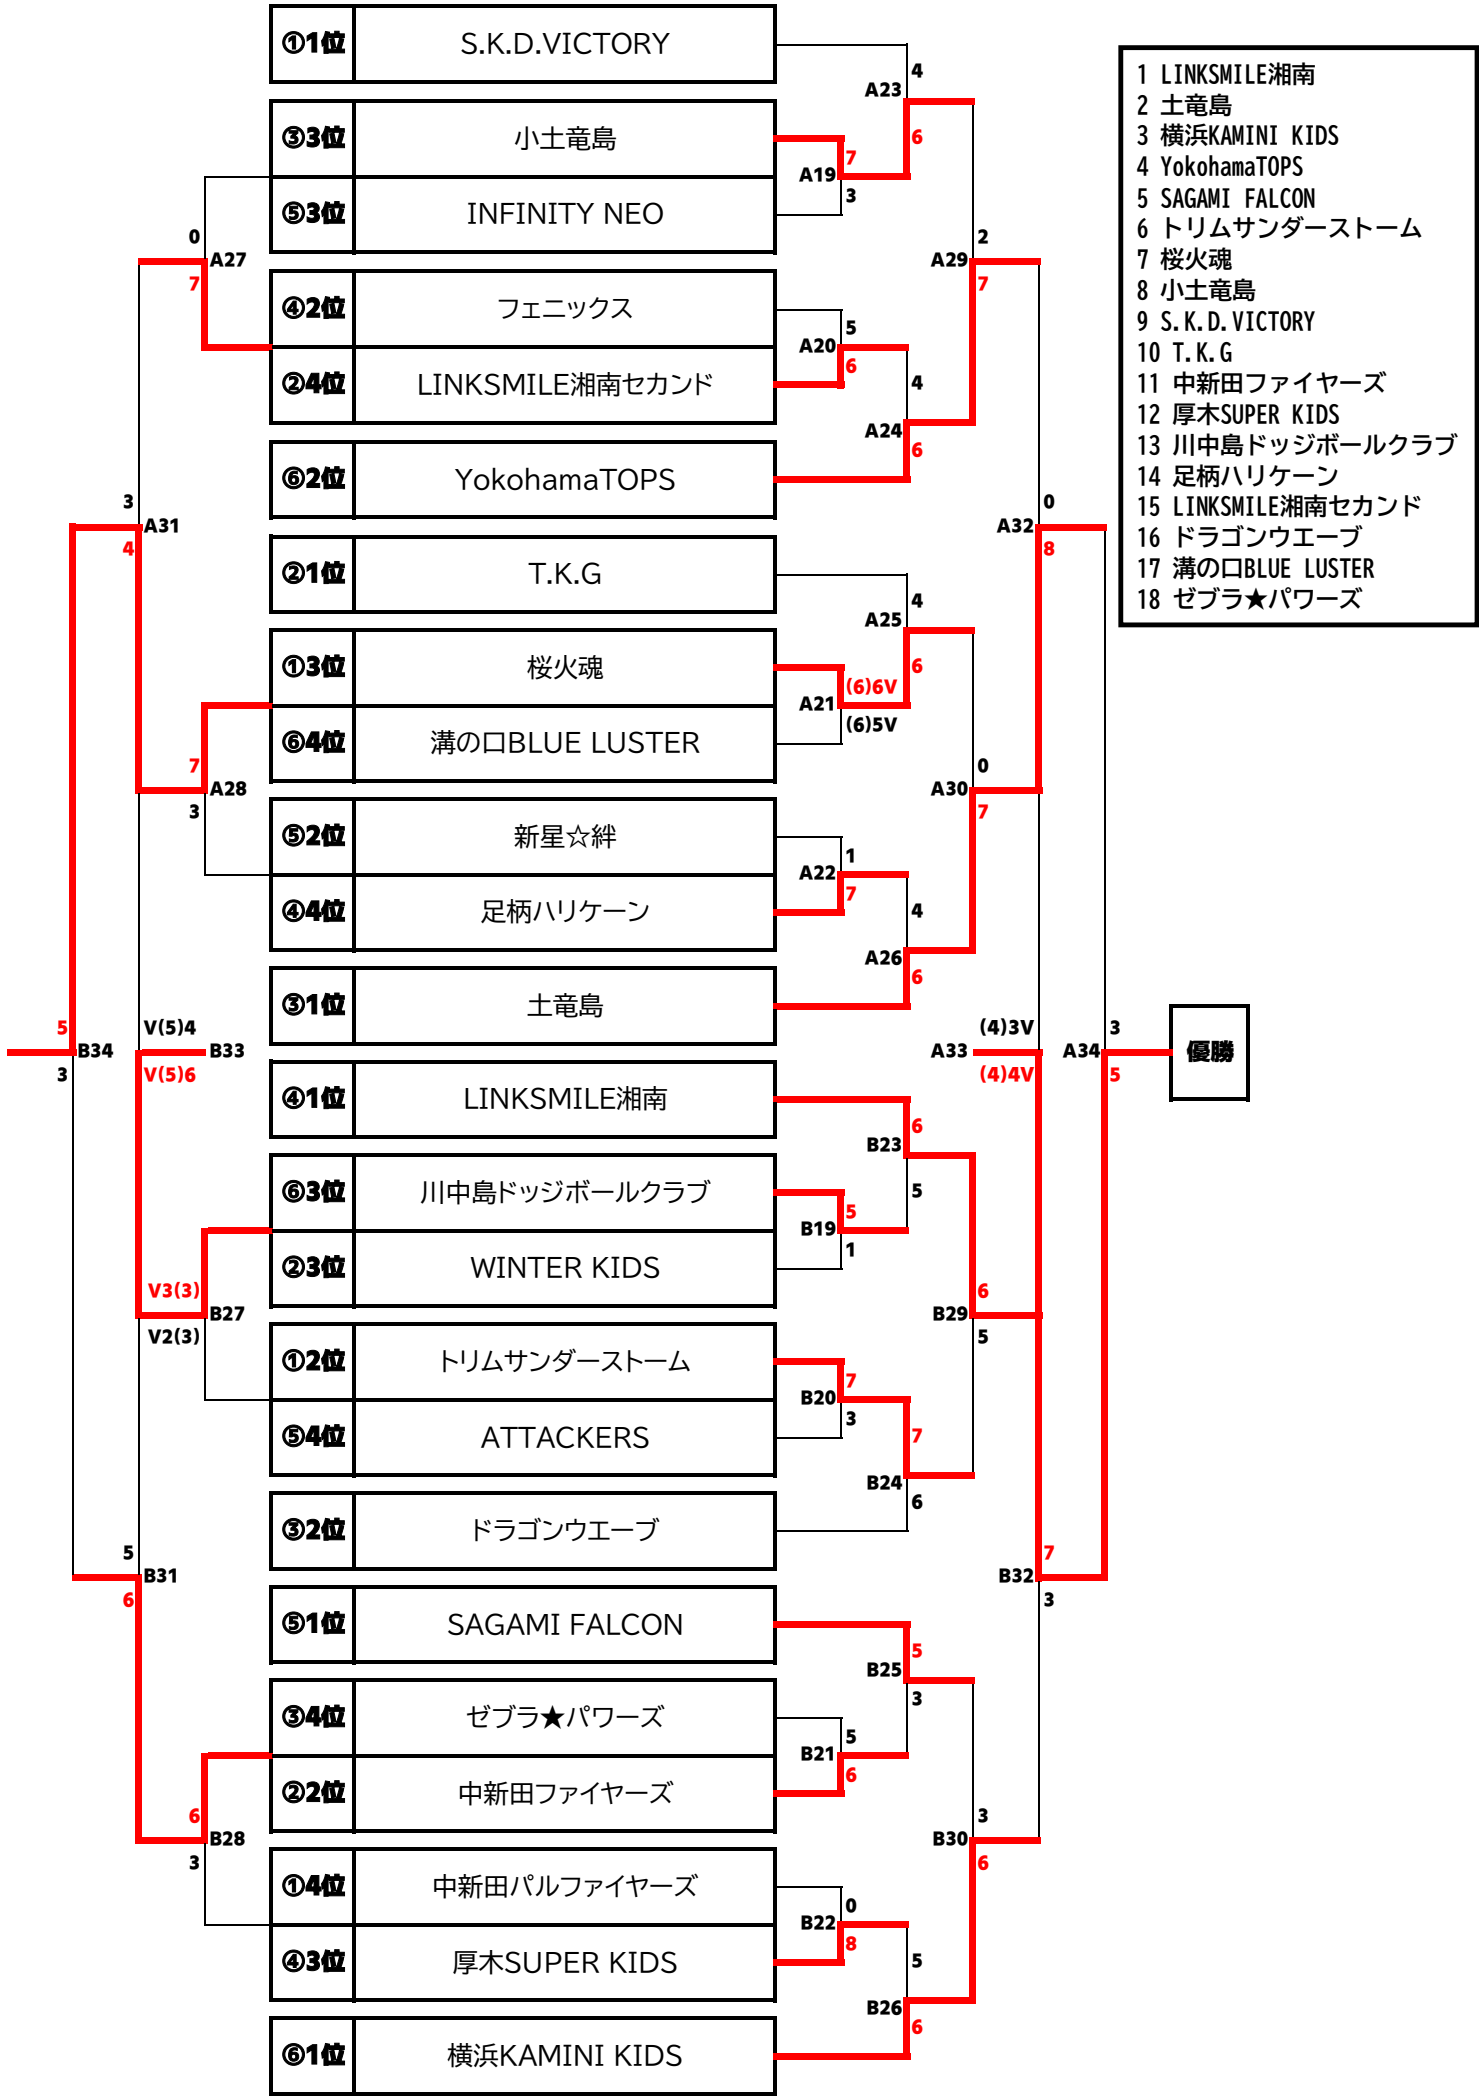 ①1位 S.K.D.VICTORY
③3位 小土竜島
⑤3位 INFINITY NEO
④2位 フェニックス
②4位 LINKSMILE湘南セカンド
⑥2位 YokohamaTOPS
②1位 T.K.G
①3位 桜火魂
⑥4位 溝の口BLUE LUSTER
⑤2位 新星☆絆
④4位 足柄ハリケーン
③1位 土竜島
④1位 LINKSMILE湘南
⑥3位 川中島ドッジボールクラブ
②3位 WINTER KIDS
①2位 トリムサンダーストーム
⑤4位 ATTACKERS
③2位 ドラゴンウエーブ
⑤1位 SAGAMI FALCON
③4位 ゼブラ★パワーズ
②2位 中新田ファイヤーズ
①4位 中新田パルファイヤーズ
④3位 厚木SUPER KIDS
⑥1位 横浜KAMINI KIDS
0
A27
7
3
A31
4
7
A28
3
5
B34
3
V(5)4
B33
V(5)6
V3(3)
B27
V2(3)
5
B31
6
6
B28
3
7
A19
3
5
A20
6
(6)6V
A21
(6)5V
1
A22
7
5
B19
1
7
B20
3
5
B21
6
0
B22
8
4
A23
6
4
A24
6
4
A25
6
4
A26
6
6
B23
5
7
B24
6
5
B25
3
5
B26
6
2
A29
7
0
A30
7
6
B29
5
3
B30
6
0
A32
8
(4)3V
A33
(4)4V
7
B32
3
3
A34
5
優勝
1 LINKSMILE湘南
2 土竜島
3 横浜KAMINI KIDS
4 YokohamaTOPS
5 SAGAMI FALCON
6 トリムサンダーストーム
7 桜火魂
8 小土竜島
9 S.K.D.VICTORY
10 T.K.G
11 中新田ファイヤーズ
12 厚木SUPER KIDS
13 川中島ドッジボールクラブ
14 足柄ハリケーン
15 LINKSMILE湘南セカンド
16 ドラゴンウエーブ
17 溝の口BLUE LUSTER
18 ゼブラ★パワーズ